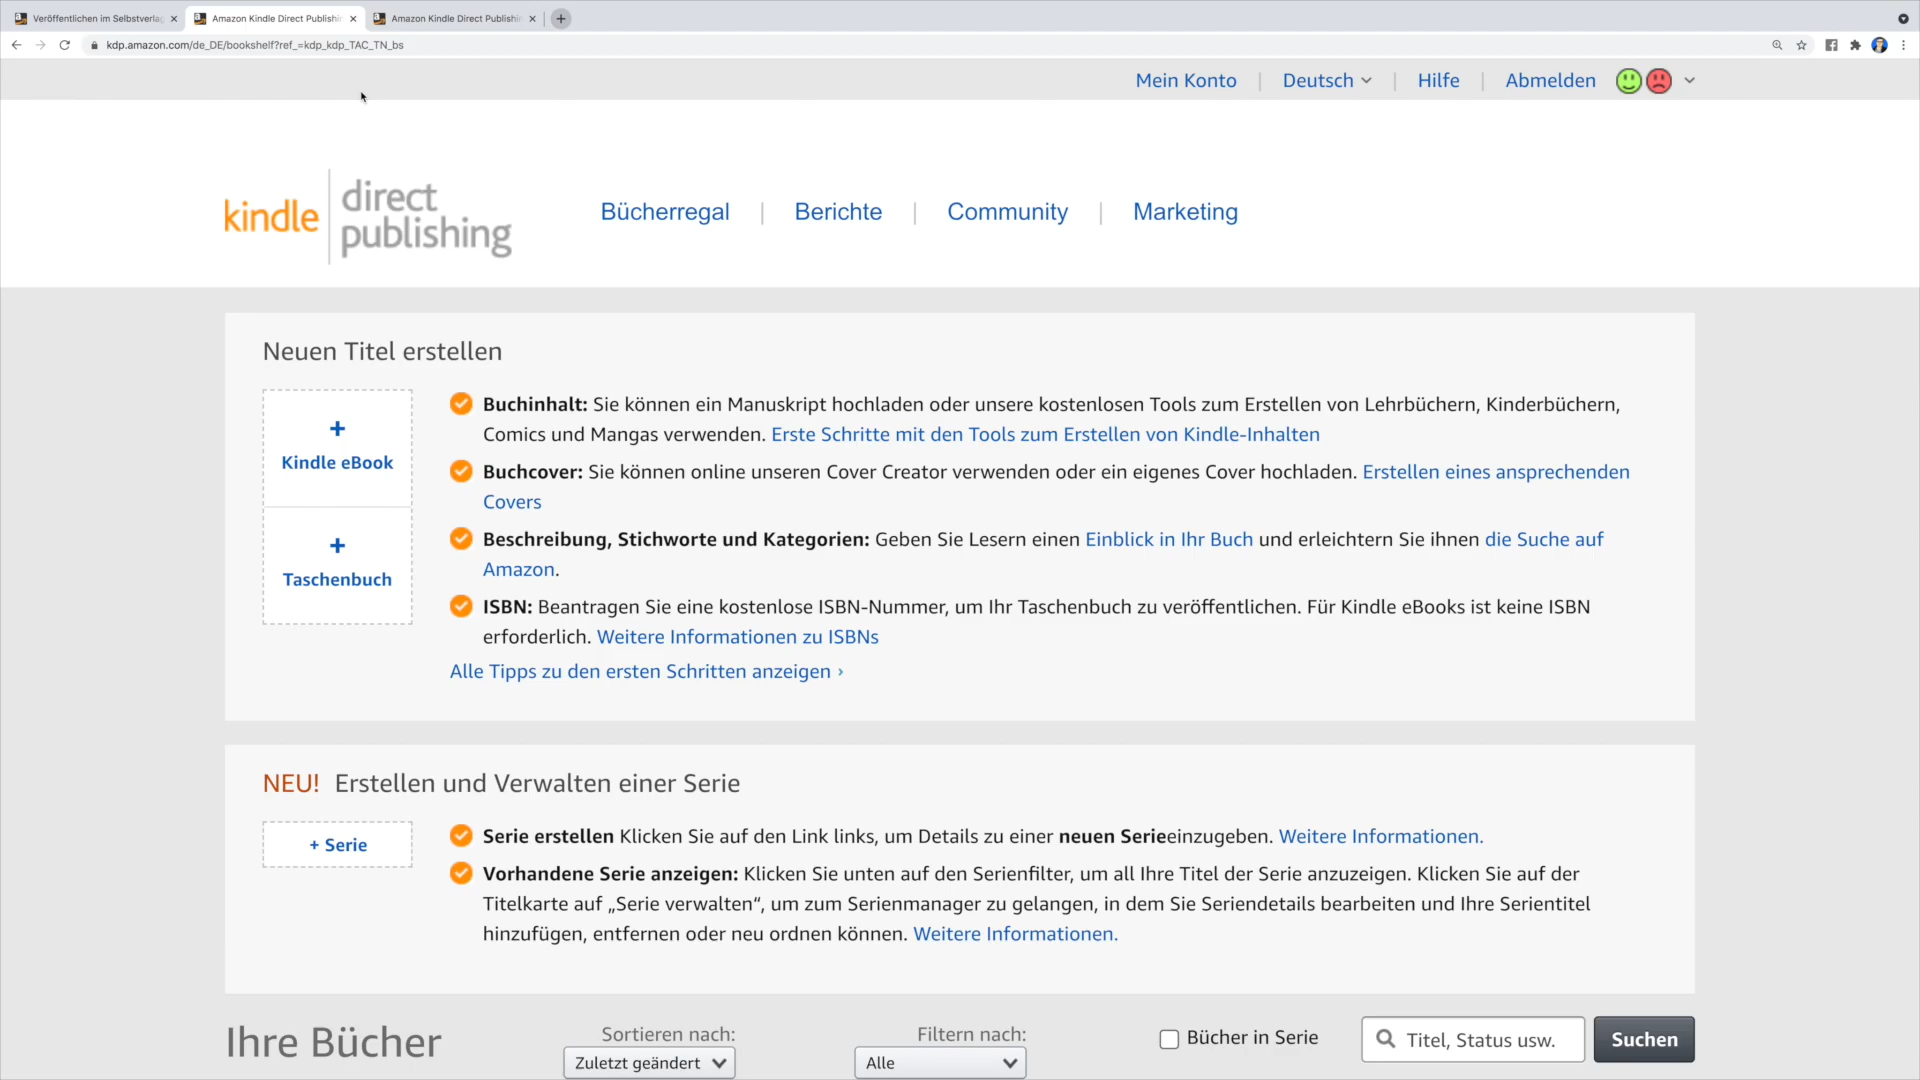 Veröffentlichen im Selbstverlag
Amazon Kindle Direct Publishin
Amazon Kindle Direct Publishin
kdp.amazon.com/de_DE/bookshelf?ref_=kdp_kdp_TAC_TN_bs
Mein Konto | Deutsch | Hilfe | Abmelden
kindle direct publishing
Bücherregal | Berichte | Community | Marketing
Neuen Titel erstellen
+
Kindle eBook
+
Taschenbuch
Buchinhalt: Sie können ein Manuskript hochladen oder unsere kostenlosen Tools zum Erstellen von Lehrbüchern, Kinderbüchern,
Comics und Mangas verwenden. Erste Schritte mit den Tools zum Erstellen von Kindle-Inhalten
Buchcover: Sie können online unseren Cover Creator verwenden oder ein eigenes Cover hochladen. Erstellen eines ansprechenden
Covers
Beschreibung, Stichworte und Kategorien: Geben Sie Lesern einen Einblick in Ihr Buch und erleichtern Sie ihnen die Suche auf
Amazon.
ISBN: Beantragen Sie eine kostenlose ISBN-Nummer, um Ihr Taschenbuch zu veröffentlichen. Für Kindle eBooks ist keine ISBN
erforderlich. Weitere Informationen zu ISBNs
Alle Tipps zu den ersten Schritten anzeigen ›
NEU! Erstellen und Verwalten einer Serie
+ Serie
Serie erstellen Klicken Sie auf den Link links, um Details zu einer neuen Serieeinzugeben. Weitere Informationen.
Vorhandene Serie anzeigen: Klicken Sie unten auf den Serienfilter, um all Ihre Titel der Serie anzuzeigen. Klicken Sie auf der
Titelkarte auf „Serie verwalten“, um zum Serienmanager zu gelangen, in dem Sie Seriendetails bearbeiten und Ihre Serientitel
hinzufügen, entfernen oder neu ordnen können. Weitere Informationen.
Ihre Bücher
Sortieren nach:
Zuletzt geändert
Filtern nach:
Alle
Bücher in Serie
Titel, Status usw.
Suchen